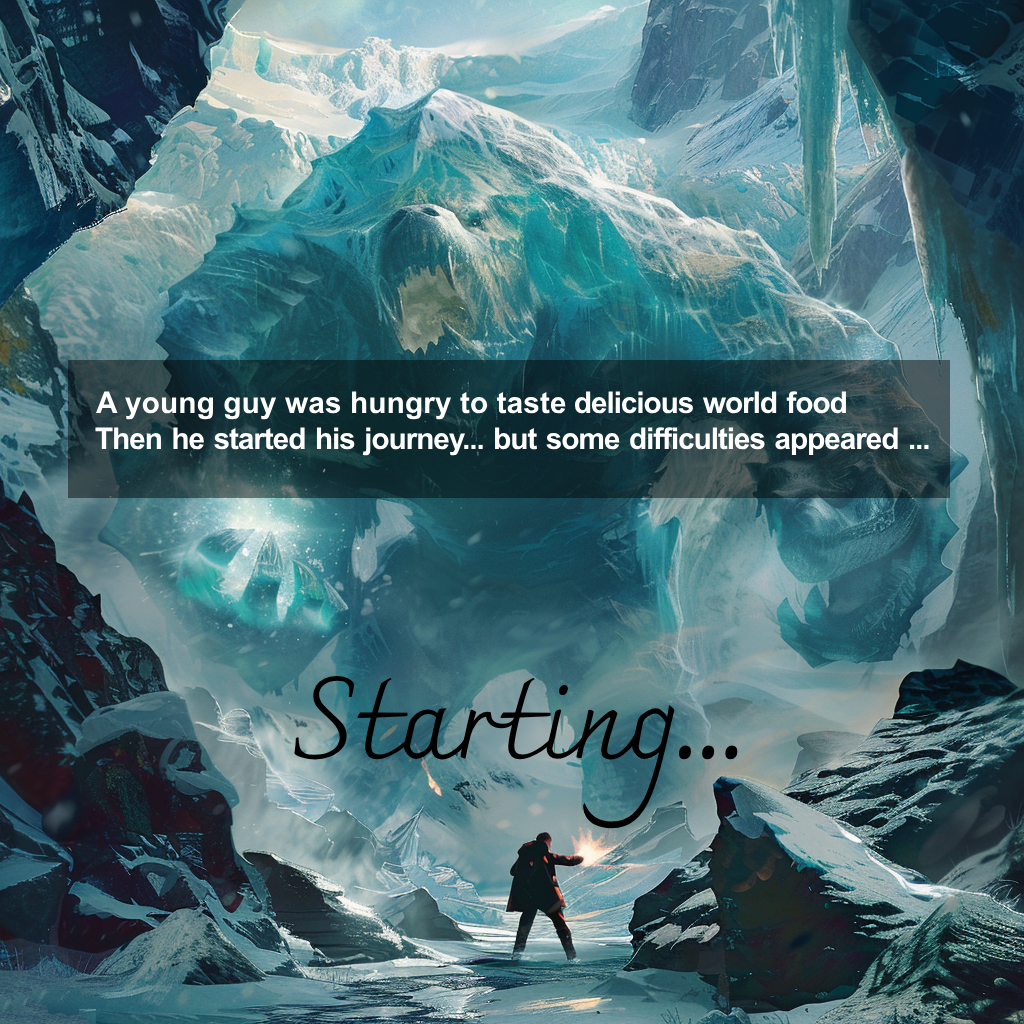 A young guy was hungry to taste delicious world food
Then he started his journey... but some difficulties appeared ...
Starting...